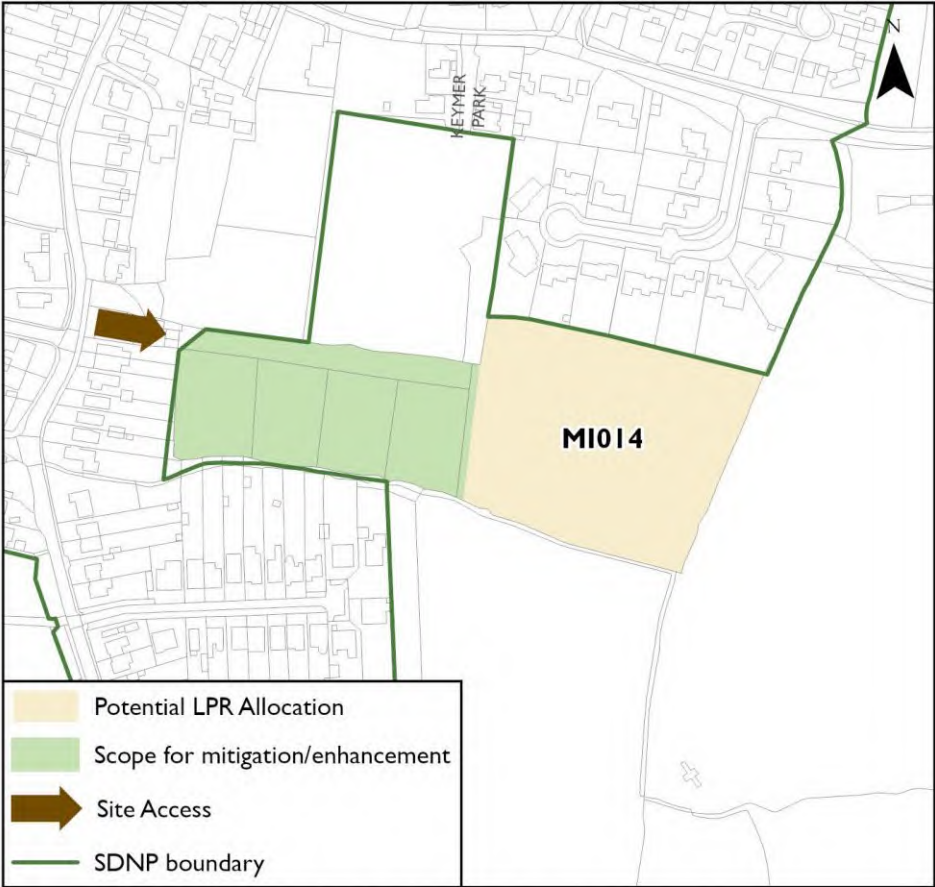 N
KEYMER
PARK
MI014
Potential LPR Allocation
Scope for mitigation/enhancement
Site Access
SDNP boundary